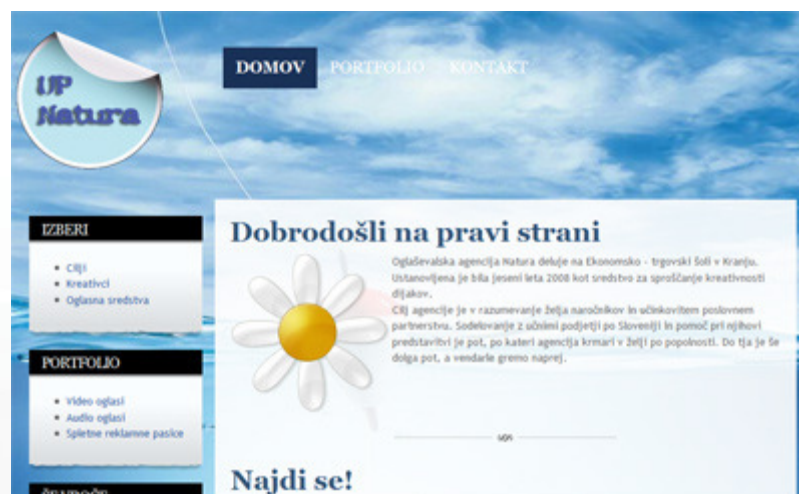 UP
Natura
DOMOV PORTFOLIO KONTAKT
IZBERI
Cilji
Kreativci
Oglasna sredstva
PORTFOLIO
Video oglasi
Audio oglasi
Spletne reklamne pasice
Dobrodošli na pravi strani
Oglaševalska agencija Natura deluje na Ekonomsko - trgovski šoli v Kranju.
Ustanovljena je bila jeseni leta 2008 kot sredstvo za sproščanje kreativnosti
dijakov.
Cilj agencije je v razumevanje želja naročnikov in učinkovitem poslovnem
partnerstvu. Sodelovanje z učnimi podjetji po Sloveniji in pomoč pri njihovi
predstavitvi je pot, po kateri agencija krmari v želji po popolnosti. Do tja je še
dolga pot, a vendarle gremo naprej.
Najdi se!